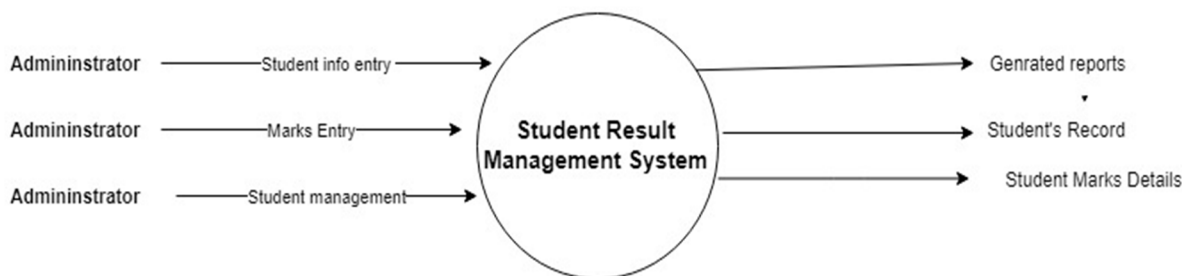 Admininstrator Student info entry Genrated reports
Admininstrator Marks Entry Student's Record
Student Result
Management System
Student Marks Details
Admininstrator Student management